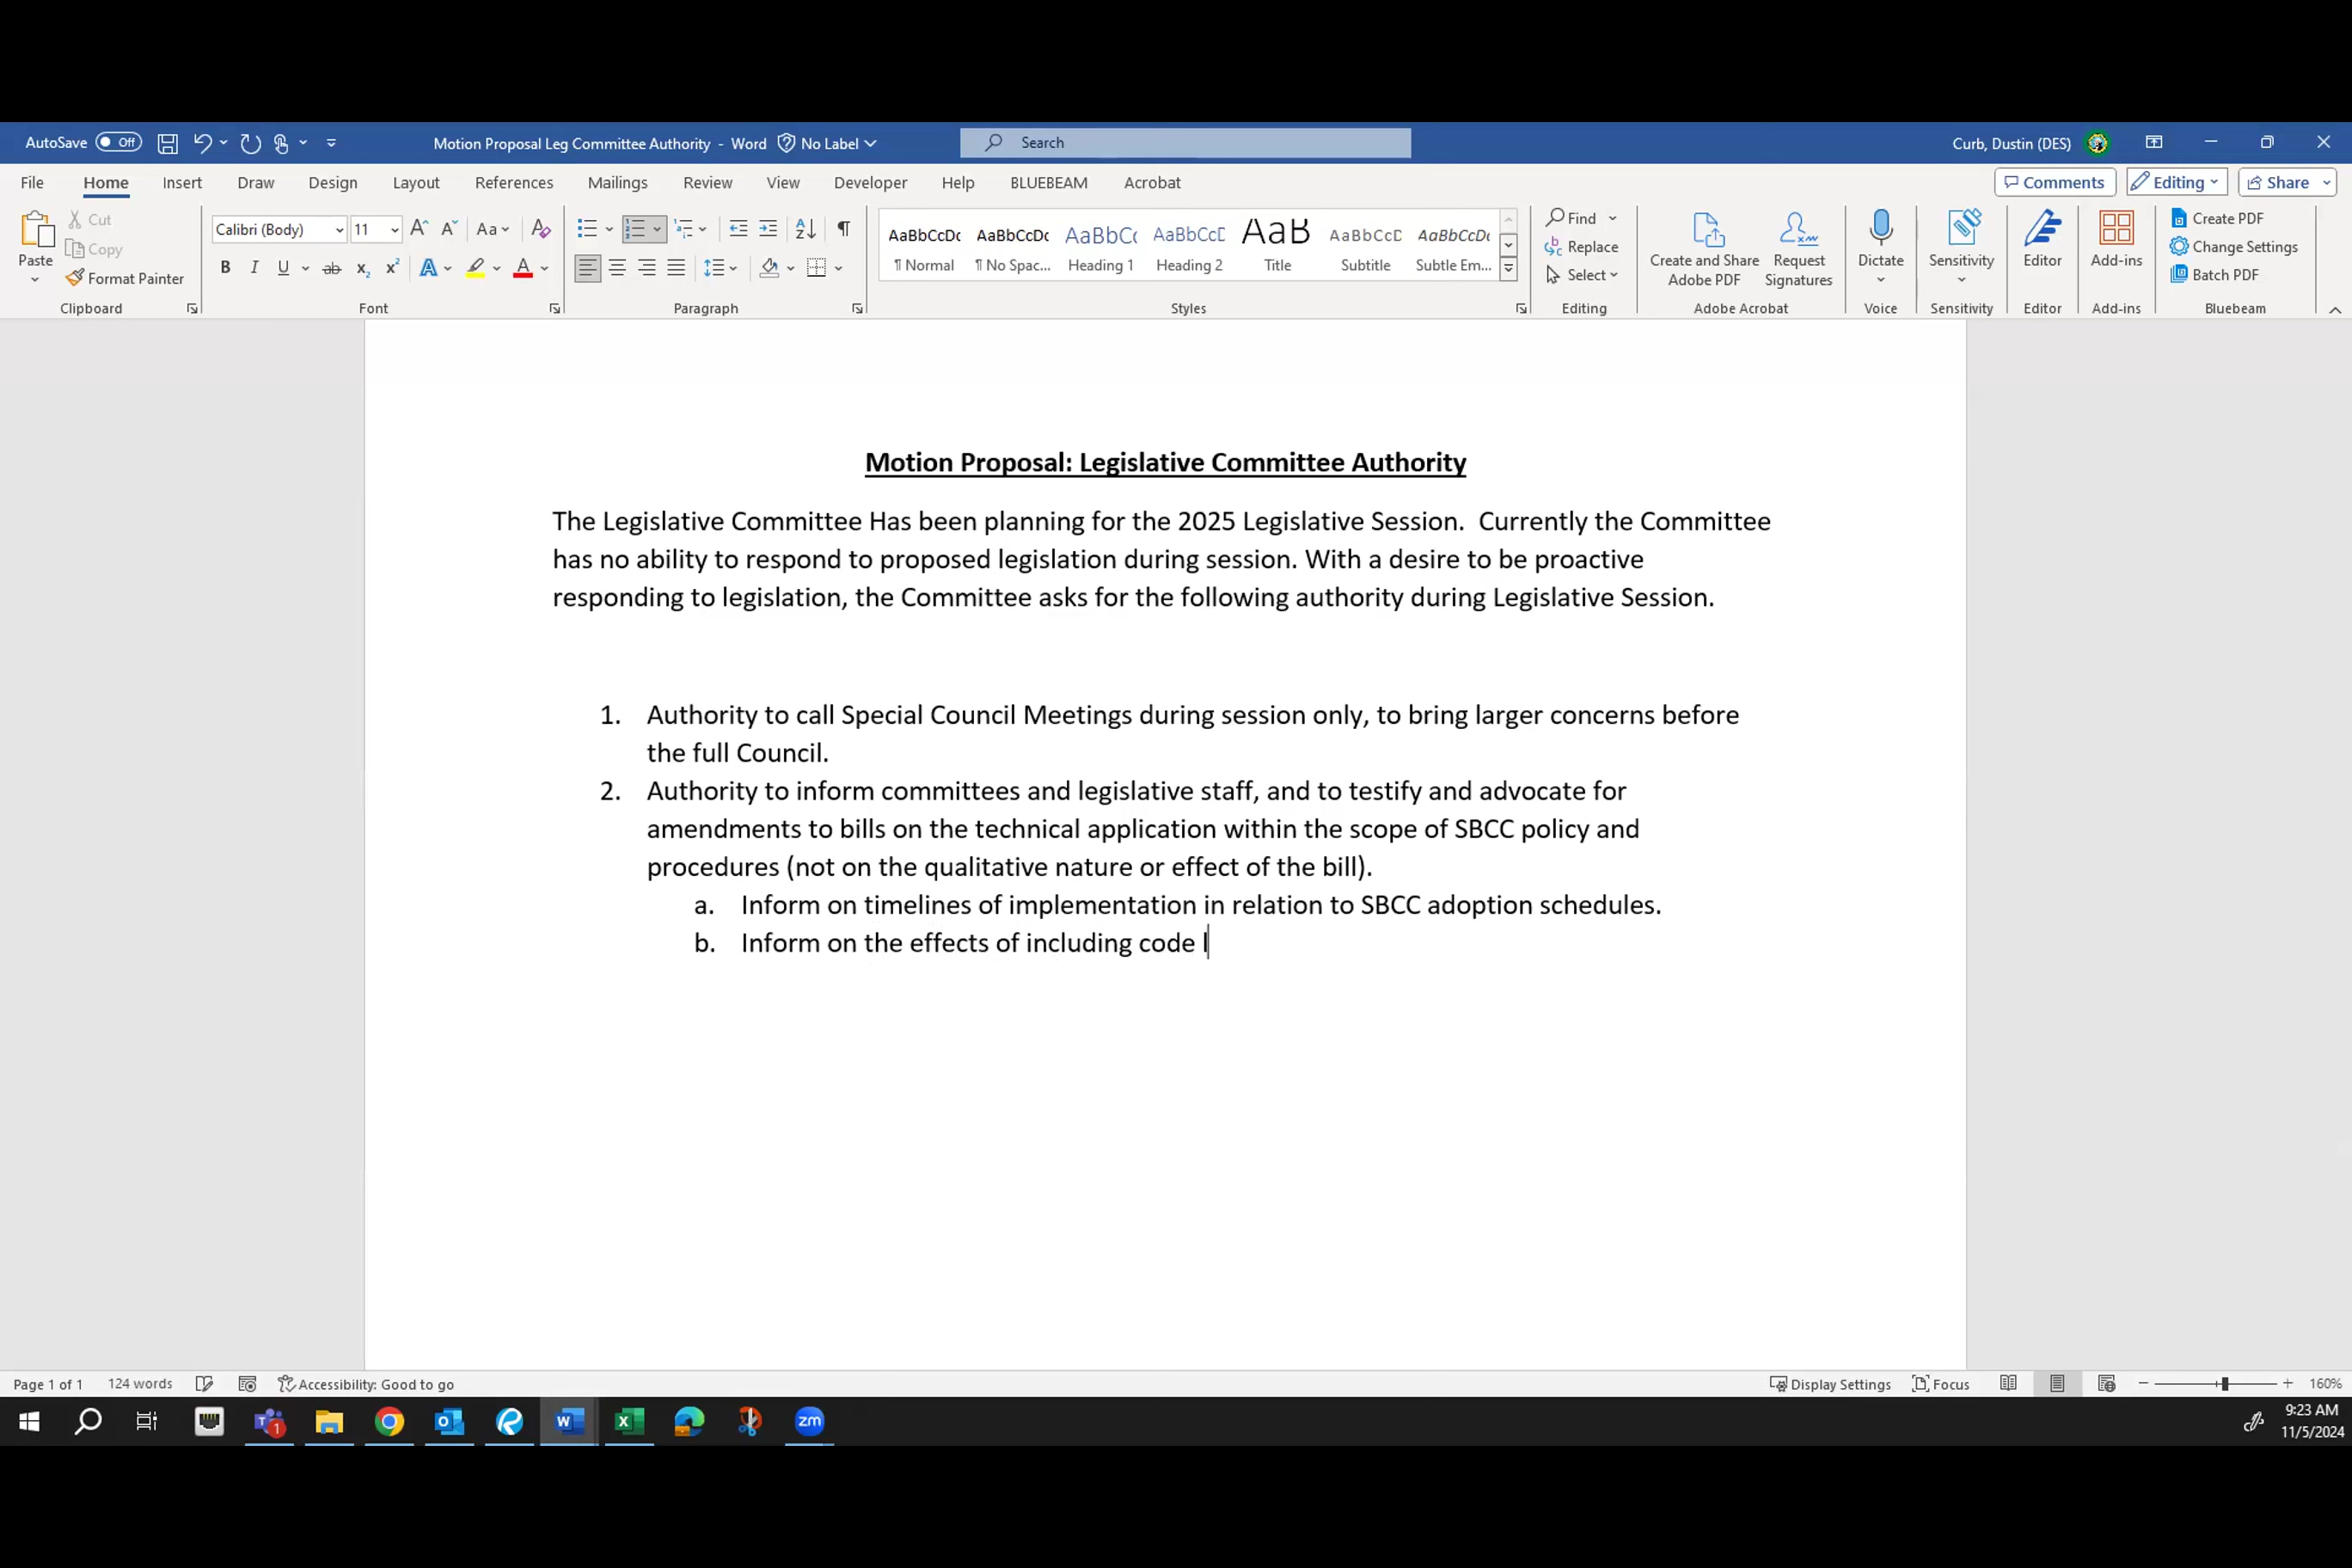 AutoSave Off Motion Proposal Leg Committee Authority - Word No Label Search Curb, Dustin (DES)
File Home Insert Draw Design Layout References Mailings Review View Developer Help BLUEBEAM Acrobat Comments Editing Share
Paste Cut Copy Format Painter
Clipboard
Calibri (Body) 11 Aa
B I U ab x₂ x² A A
Font
Paragraph
AaBbCcDc AaBbCcDc AaBbCc AaBbCcD AaB AaBbCcD AaBbCcDc
¶ Normal ¶ No Spac... Heading 1 Heading 2 Title Subtitle Subtle Em...
Styles
Find
Replace
Select
Editing
Create and Share Adobe PDF Request Signatures
Adobe Acrobat
Dictate
Voice
Sensitivity
Sensitivity
Editor
Editor
Add-ins
Add-ins
Create PDF
Change Settings
Batch PDF
Bluebeam
Motion Proposal: Legislative Committee Authority
The Legislative Committee Has been planning for the 2025 Legislative Session. Currently the Committee
has no ability to respond to proposed legislation during session. With a desire to be proactive
responding to legislation, the Committee asks for the following authority during Legislative Session.
1. Authority to call Special Council Meetings during session only, to bring larger concerns before
the full Council.
2. Authority to inform committees and legislative staff, and to testify and advocate for
amendments to bills on the technical application within the scope of SBCC policy and
procedures (not on the qualitative nature or effect of the bill).
a. Inform on timelines of implementation in relation to SBCC adoption schedules.
b. Inform on the effects of including code l
Page 1 of 1 124 words Accessibility: Good to go Display Settings Focus 160%
zm
9:23 AM
11/5/2024